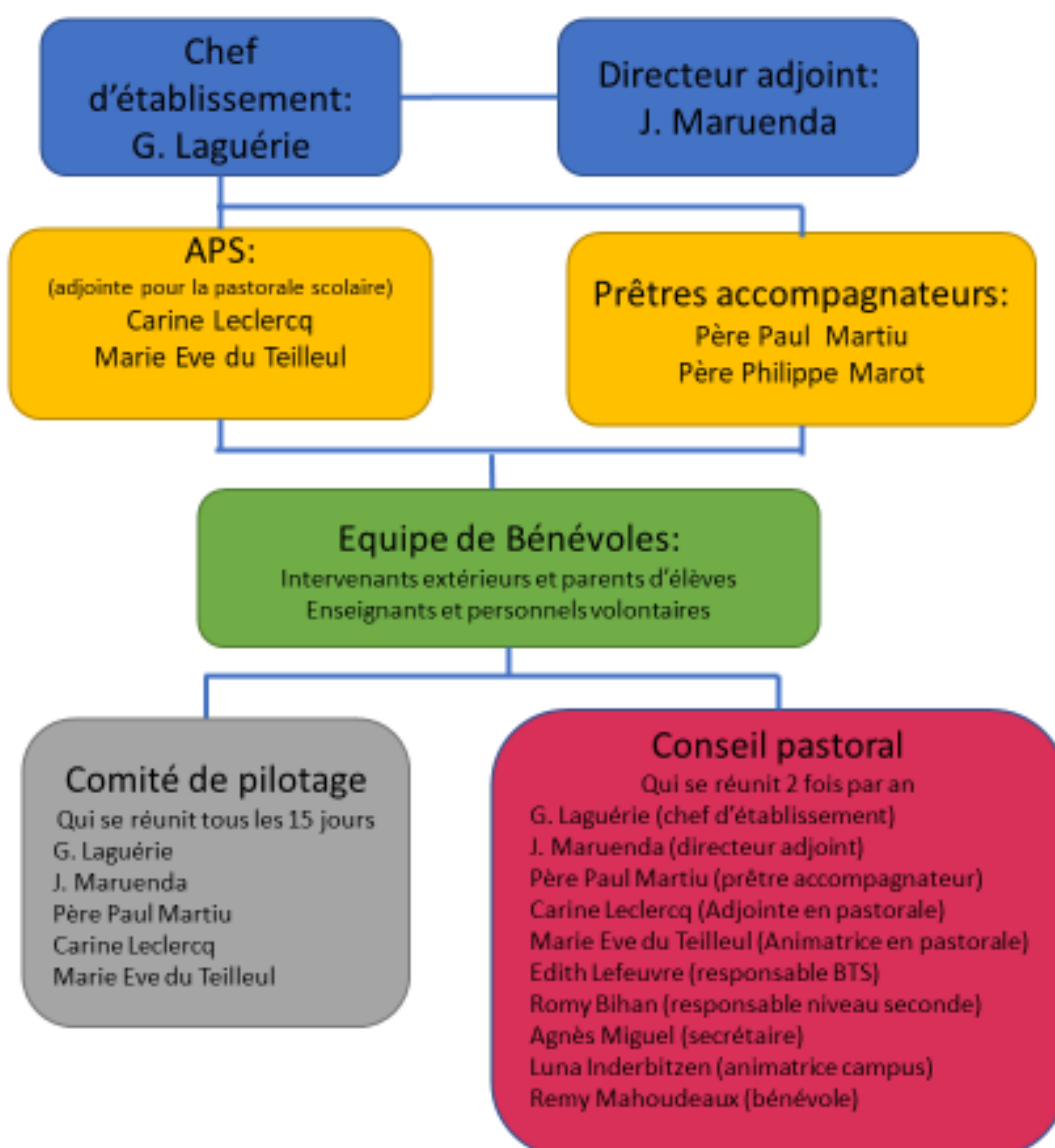 Chef
d'établissement:
G. Laguérie
Directeur adjoint:
J. Maruenda
APS:
(adjointe pour la pastorale scolaire)
Carine Leclercq
Marie Eve du Teilleul
Prêtres accompagnateurs:
Père Paul Martiu
Père Philippe Marot
Equipe de Bénévoles:
Intervenants extérieurs et parents d'élèves
Enseignants et personnels volontaires
Comité de pilotage
Qui se réunit tous les 15 jours
G. Laguérie
J. Maruenda
Père Paul Martiu
Carine Leclercq
Marie Eve du Teilleul
Conseil pastoral
Qui se réunit 2 fois par an
G. Laguérie (chef d'établissement)
J. Maruenda (directeur adjoint)
Père Paul Martiu (prêtre accompagnateur)
Carine Leclercq (Adjointe en pastorale)
Marie Eve du Teilleul (Animatrice en pastorale)
Edith Lefeuvre (responsable BTS)
Romy Bihan (responsable niveau seconde)
Agnès Miguel (secrétaire)
Luna Inderbitzen (animatrice campus)
Remy Mahoudeaux (bénévole)